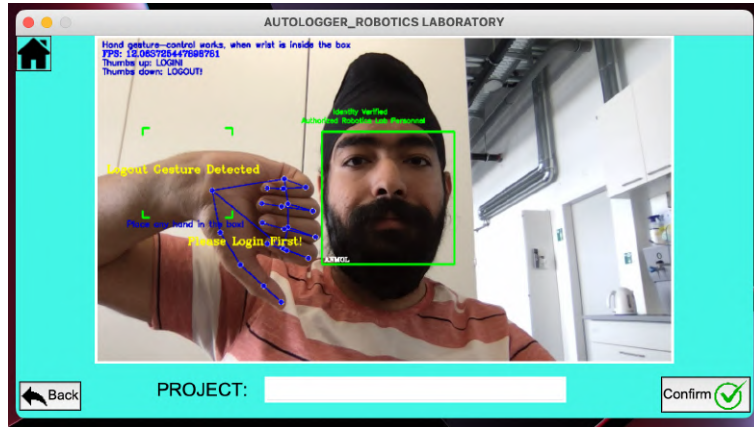 AUTOLOGGER_ROBOTICS LABORATORY
Hand gesture-control works, when wrist is inside the box
FPS: 12.063725447698761
Thumbs up: LOGIN!
Thumbs down: LOGOUT!
Identity Verified
Authorized Robotics Lab Personnel
Logout Gesture Detected
Place any hand in the box!
Please Login First!
ANMOL
Back
PROJECT:
Confirm